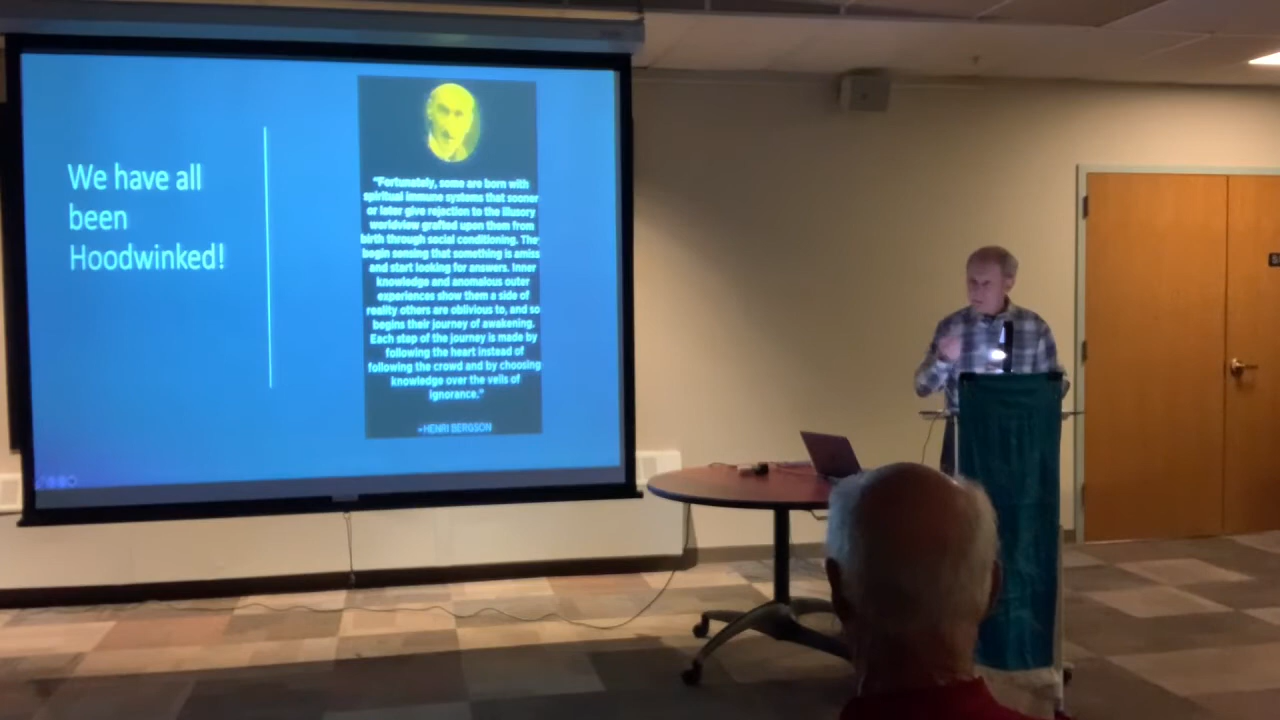 We have all
been
Hoodwinked!
"Fortunately, some are born with
spiritual immune systems that sooner
or later give rejection to the illusory
worldview grafted upon them from
birth through social conditioning. They
begin sensing that something is amiss
and start looking for answers. Inner
knowledge and anomalous outer
experiences show them a side of
reality others are oblivious to, and so
begins their journey of awakening.
Each step of the journey is made by
following the heart instead of
following the crowd and by choosing
knowledge over the veils of
ignorance."
~HENRI BERGSON